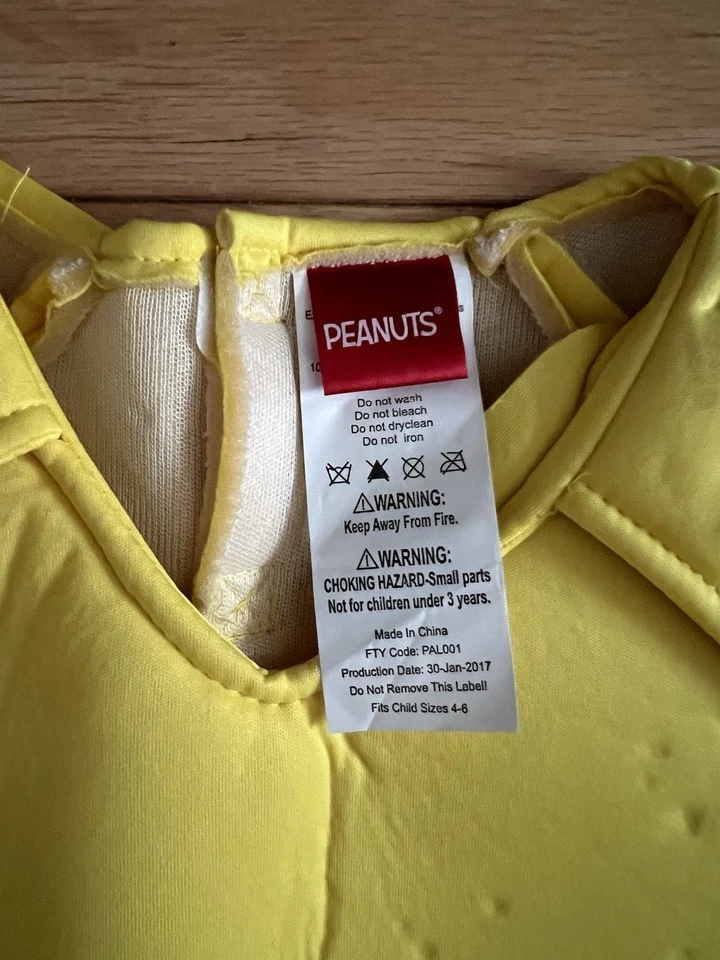 PEANUTS®
10
Do not wash
Do not bleach
Do not dryclean
Do not iron
WARNING:
Keep Away From Fire.
WARNING:
CHOKING HAZARD-Small parts
Not for children under 3 years.
Made In China
FTY Code: PAL001
Production Date: 30-Jan-2017
Do Not Remove This Label!
Fits Child Sizes 4-6